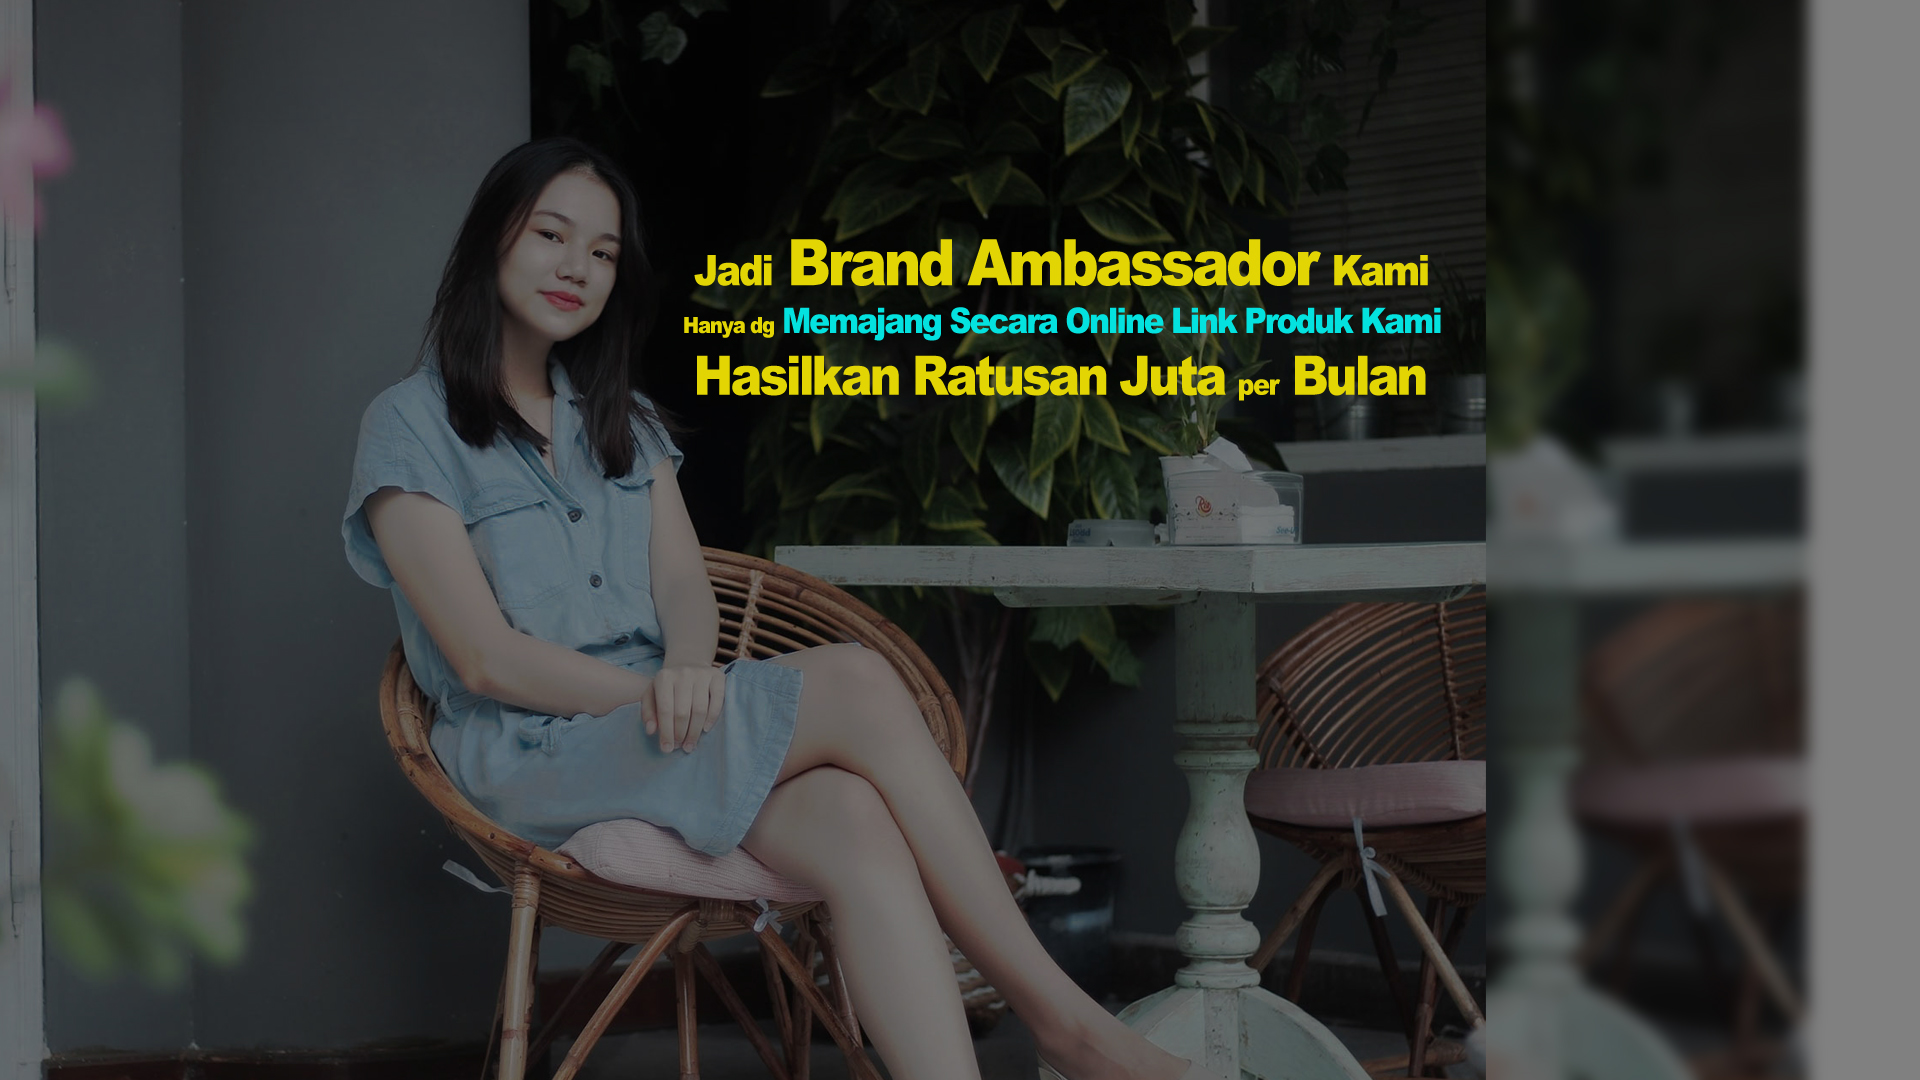 Jadi Brand Ambassador Kami
Hanya dg Memajang Secara Online Link Produk Kami
Hasilkan Ratusan Juta per Bulan